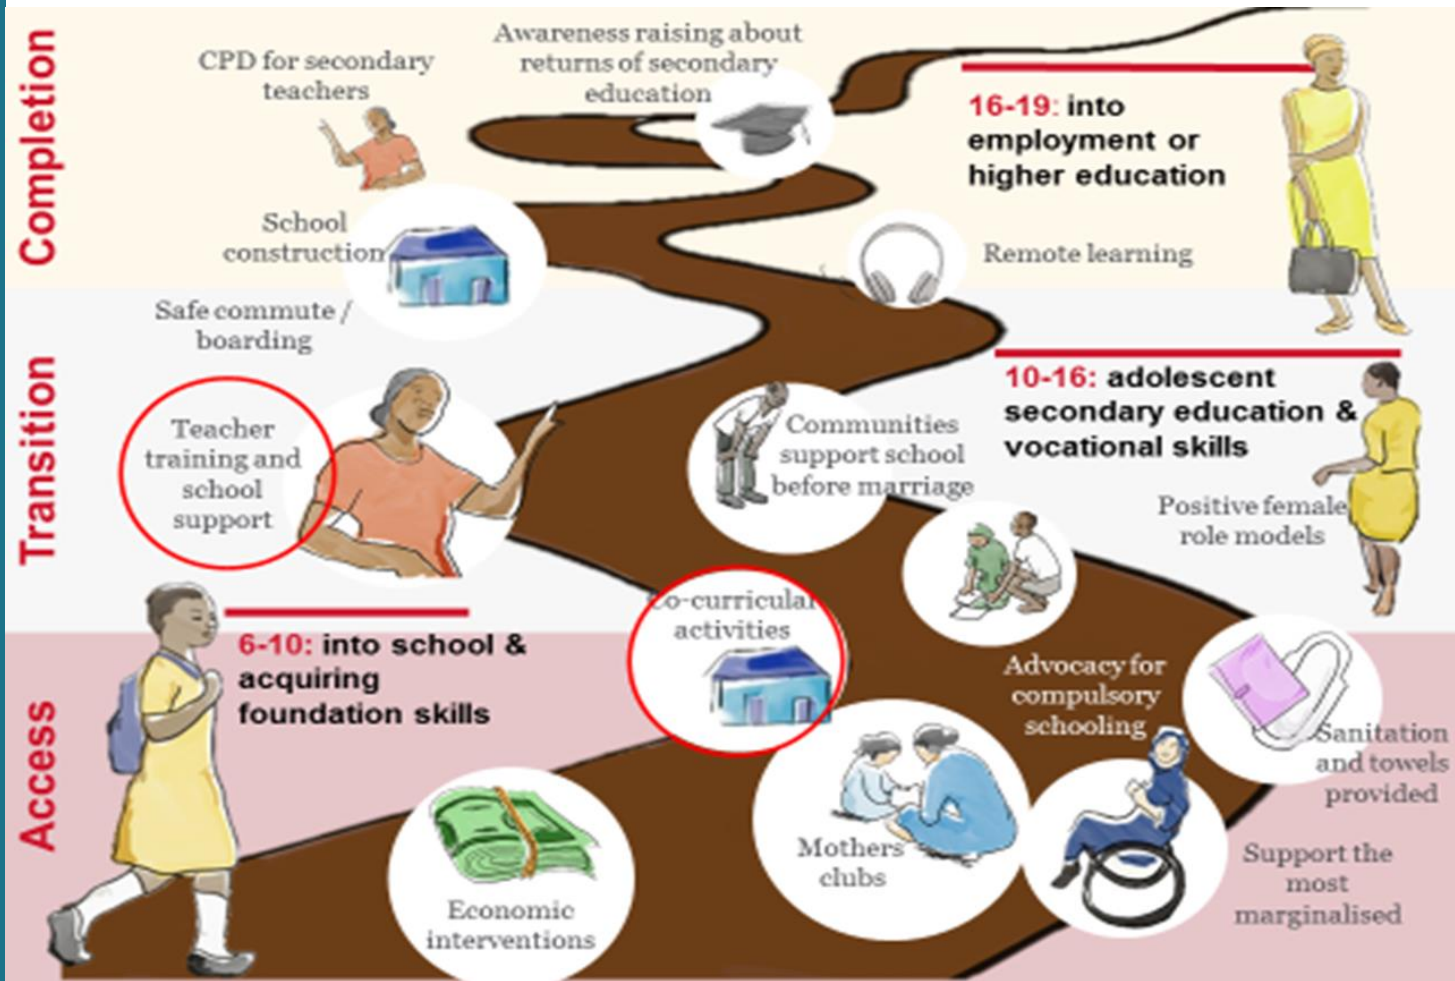 Completion
CPD for secondary
teachers
Awareness raising about
returns of secondary
education
16-19: into
employment or
higher education
School
construction
Remote learning
Transition
Safe commute /
boarding
10-16: adolescent
secondary education &
vocational skills
Teacher
training and
school
support
Communities
support school
before marriage
Positive female
role models
Access
6-10: into school &
acquiring
foundation skills
Co-curricular
activities
Advocacy for
compulsory
schooling
Sanitation
and towels
provided
Mothers
clubs
Support the
most
marginalised
Economic
interventions